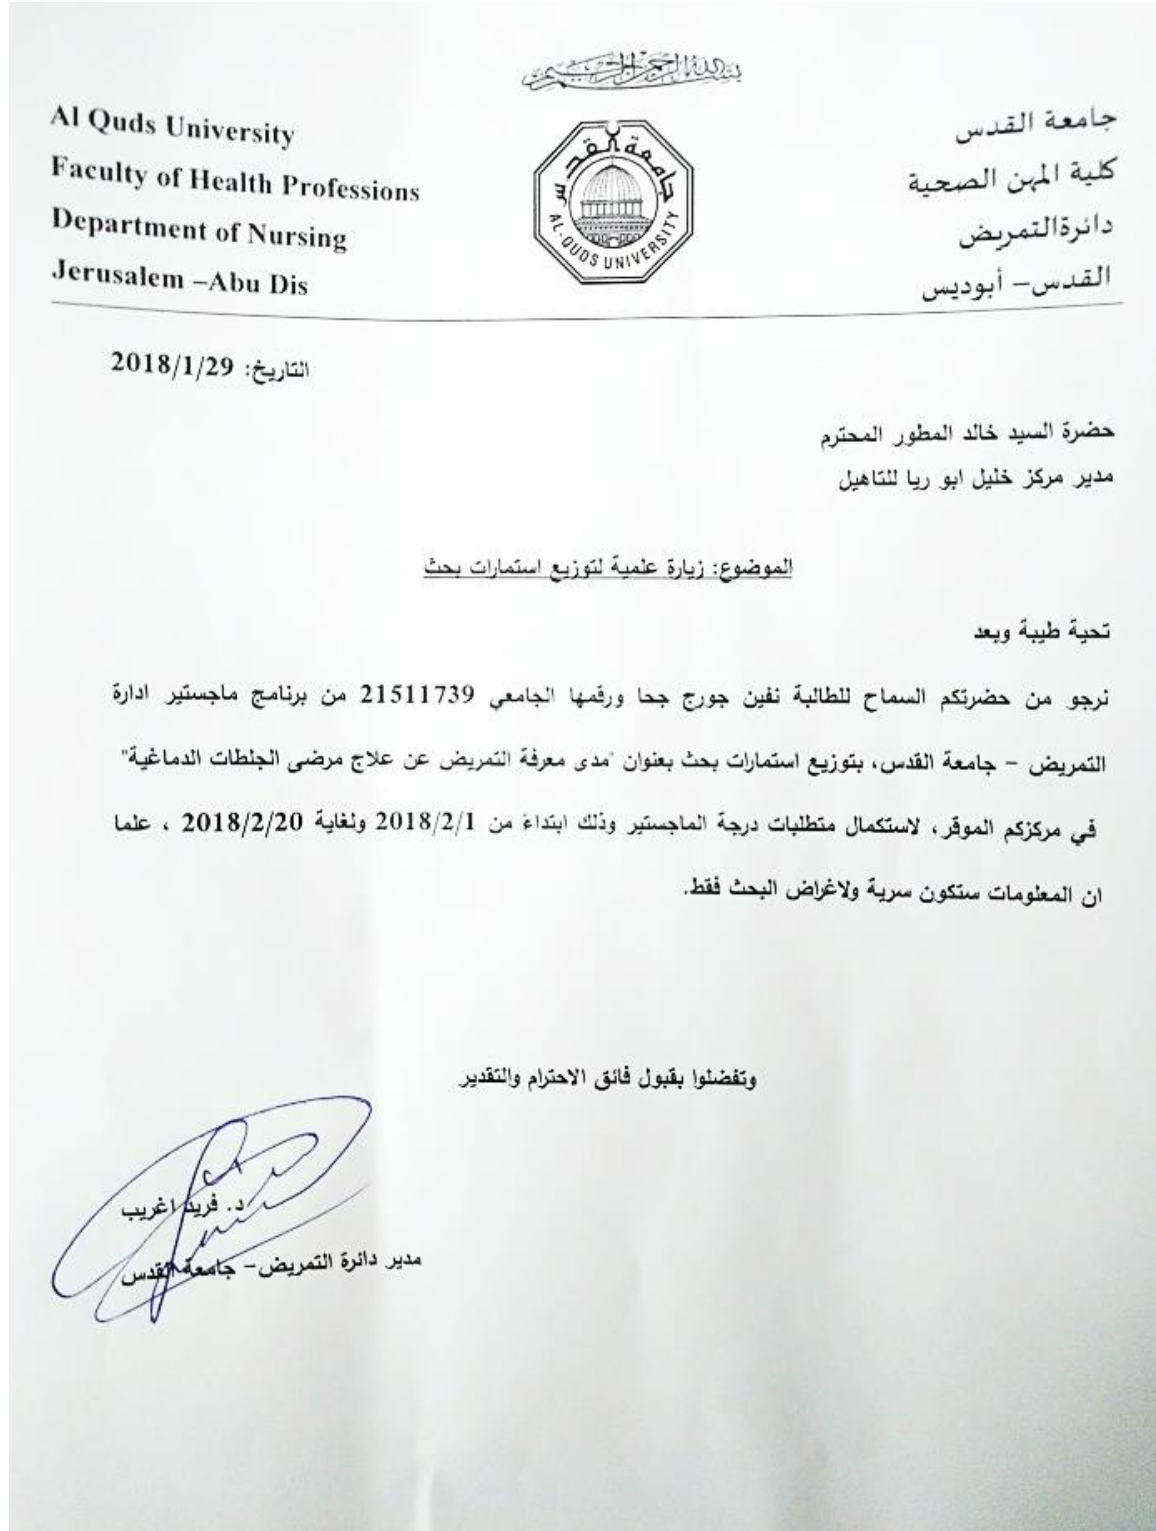 بسم الله الرحمن الرحيم
Al Quds University
Faculty of Health Professions
Department of Nursing
Jerusalem –Abu Dis
جامعة القدس
AL-QUDS UNIVERSITY
جامعة القدس
كلية المهن الصحية
دائرةالتمريض
القدس– أبوديس
التاريخ: 2018/1/29
حضرة السيد خالد المطور المحترم
مدير مركز خليل ابو ريا للتاهيل
الموضوع: زيارة علمية لتوزيع استمارات بحث
تحية طيبة وبعد
نرجو من حضرتكم السماح للطالبة نفين جورج جحا ورقمها الجامعي 21511739 من برنامج ماجستير ادارة
التمريض – جامعة القدس، بتوزيع استمارات بحث بعنوان "مدى معرفة التمريض عن علاج مرضى الجلطات الدماغية"
في مركزكم الموقر، لاستكمال متطلبات درجة الماجستير وذلك ابتداءً من 2018/2/1 ولغاية 2018/2/20 ، علما
ان المعلومات ستكون سرية ولاغراض البحث فقط.
وتفضلوا بقبول فائق الاحترام والتقدير
د. فريد اغريب
مدير دائرة التمريض– جامعة القدس